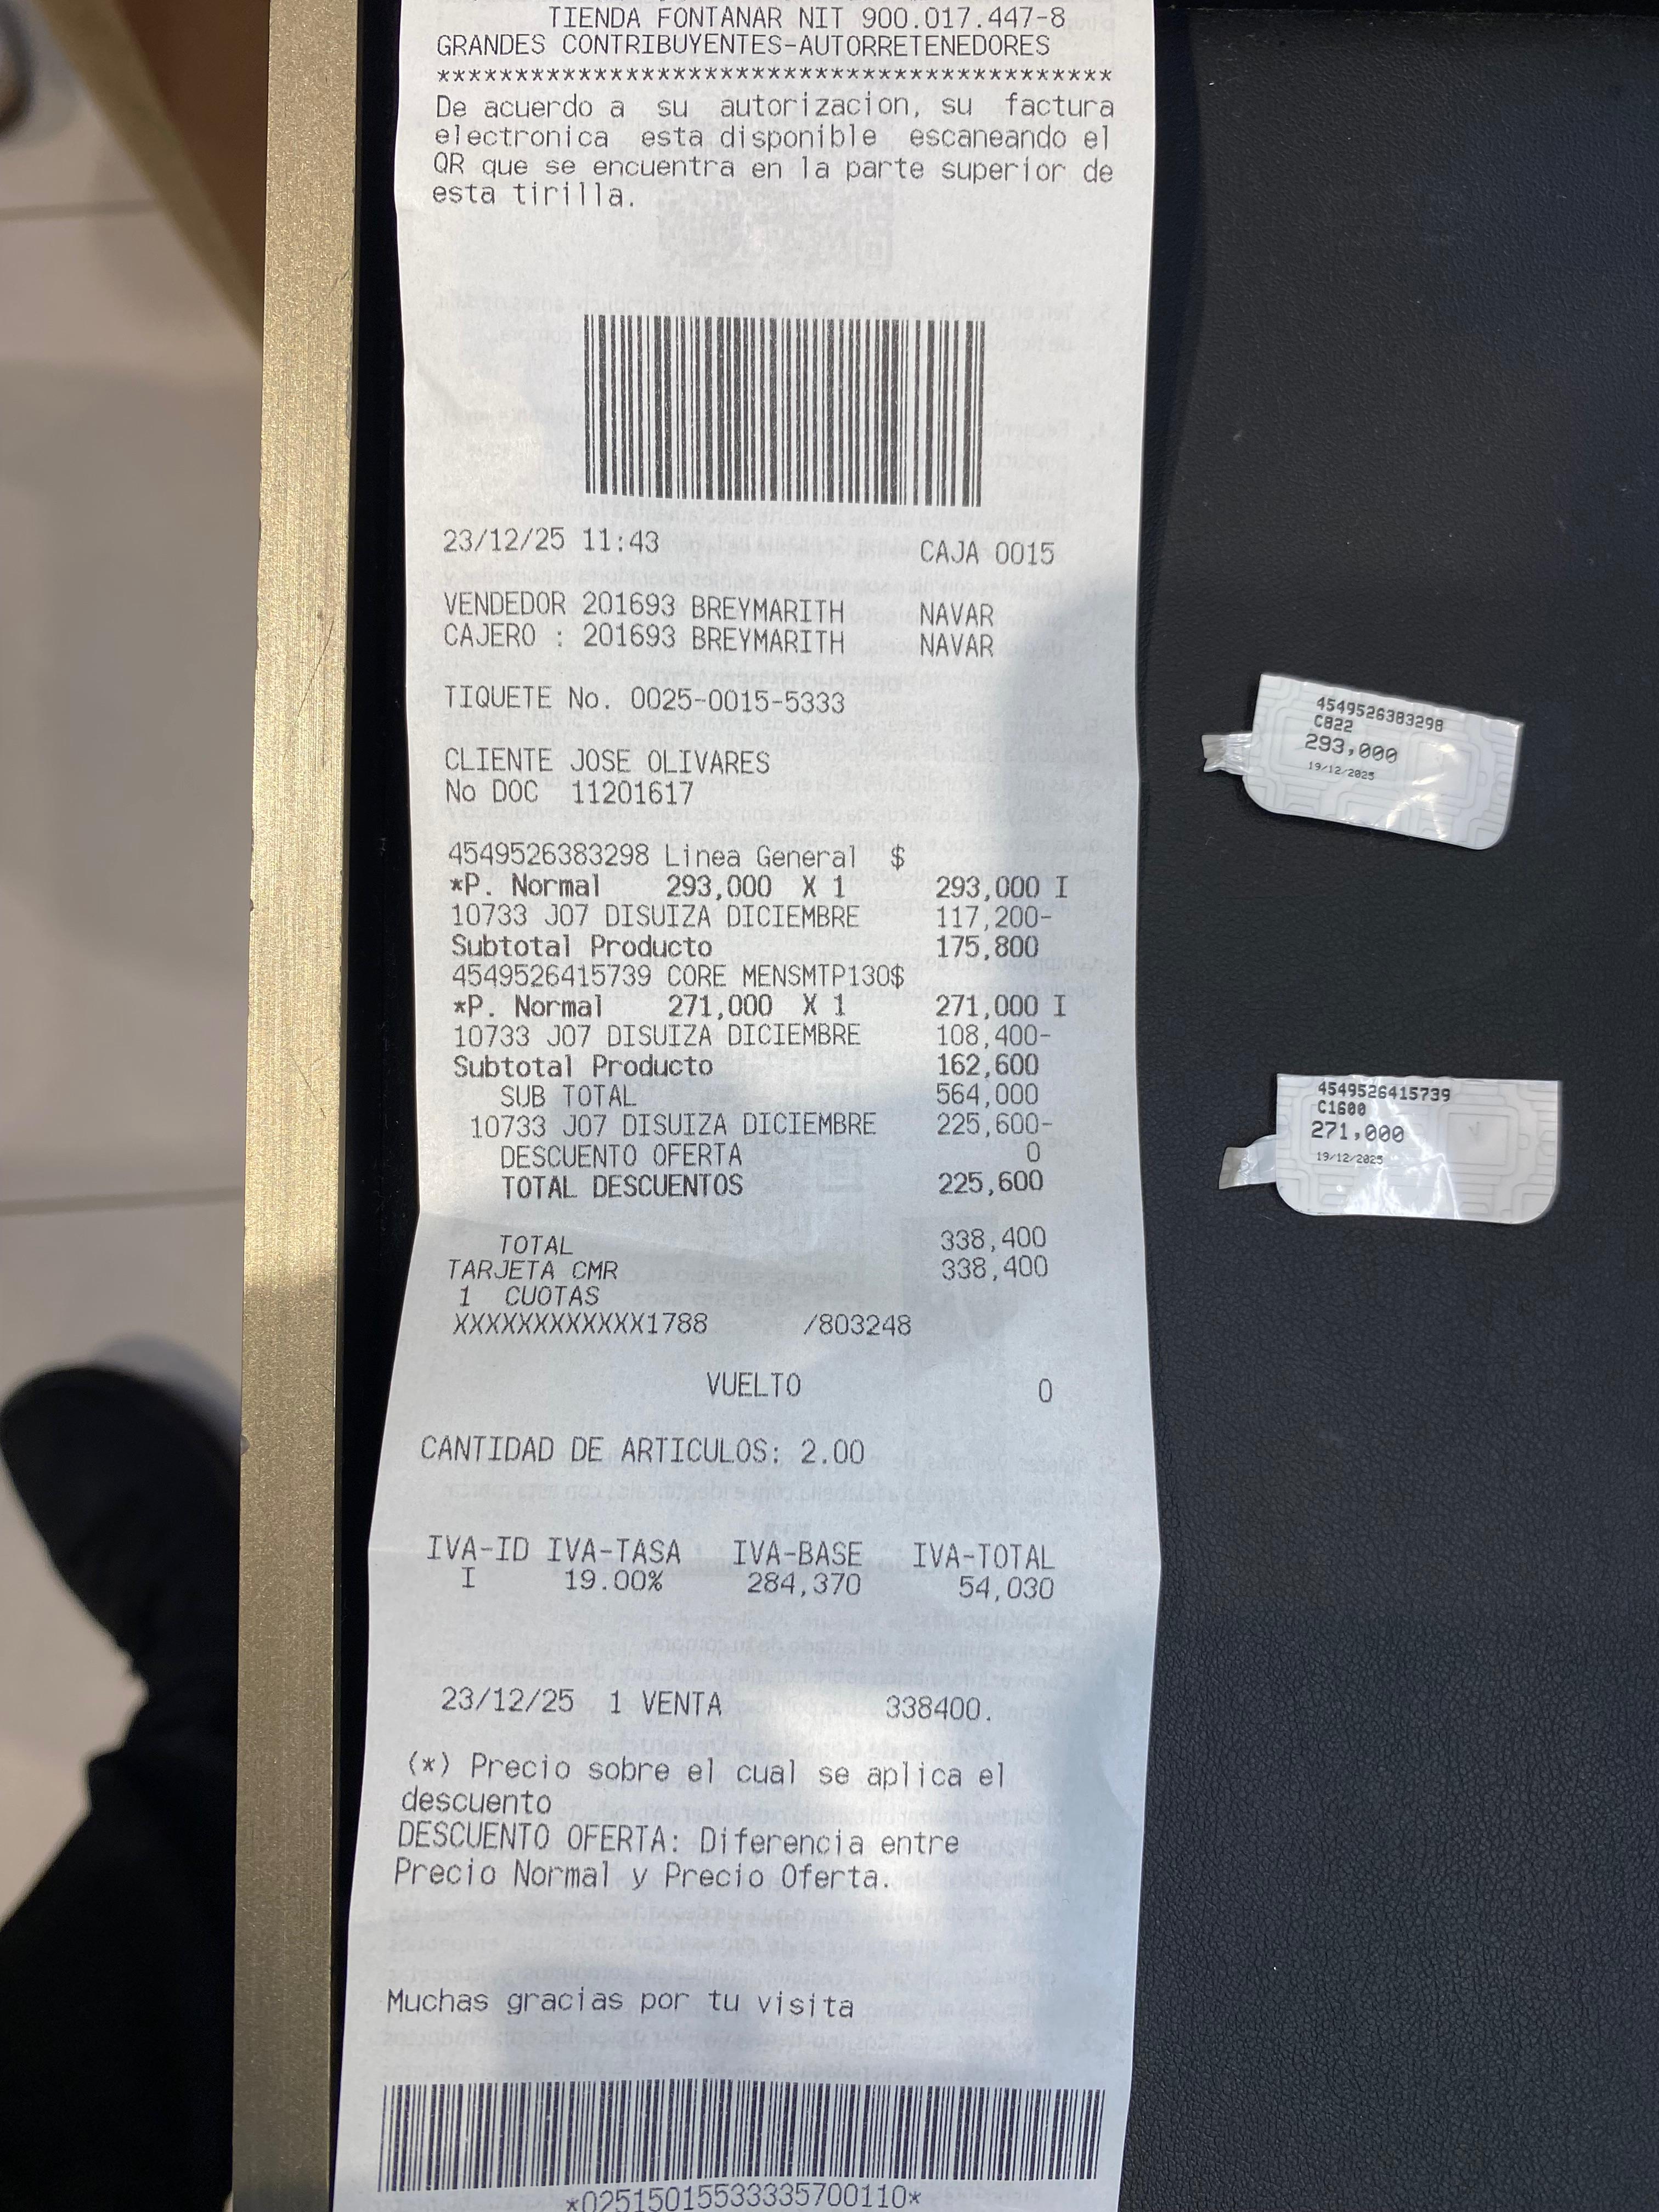 TIENDA FONTANAR NIT 900.017.447-8
GRANDES CONTRIBUYENTES-AUTORRETENEDORES
*******************************************
De acuerdo a su autorizacion, su factura
electronica esta disponible escaneando el
QR que se encuentra en la parte superior de
esta tirilla.
23/12/25 11:43 CAJA 0015
VENDEDOR 201693 BREYMARITH NAVAR
CAJERO : 201693 BREYMARITH NAVAR
TIQUETE No. 0025-0015-5333
CLIENTE JOSE OLIVARES
No DOC 11201617
4549526383298 Linea General $
*P. Normal 293,000 X 1 293,000 I
10733 J07 DISUIZA DICIEMBRE 117,200-
Subtotal Producto 175,800
4549526415739 CORE MENSMTP130$
*P. Normal 271,000 X 1 271,000 I
10733 J07 DISUIZA DICIEMBRE 108,400-
Subtotal Producto 162,600
SUB TOTAL 564,000
10733 J07 DISUIZA DICIEMBRE 225,600-
DESCUENTO OFERTA 0
TOTAL DESCUENTOS 225,600
TOTAL 338,400
TARJETA CMR 338,400
1 CUOTAS
XXXXXXXXXXXX1788 /803248
VUELTO 0
CANTIDAD DE ARTICULOS: 2.00
IVA-ID IVA-TASA IVA-BASE IVA-TOTAL
I 19.00% 284,370 54,030
23/12/25 1 VENTA 338400.
(*) Precio sobre el cual se aplica el
descuento
DESCUENTO OFERTA: Diferencia entre
Precio Normal y Precio Oferta.
Muchas gracias por tu visita
*02515015533335700110*
4549526383298
C822
293,000
19/12/2025
4549526415739
C1600
271,000
19/12/2025